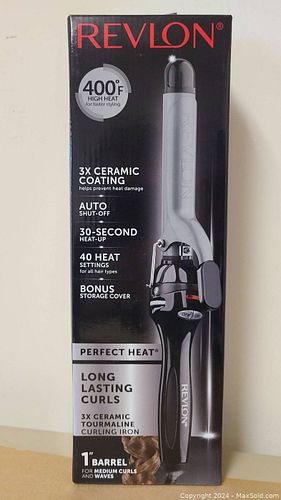 REVLON®
400°F
HIGH HEAT
for faster styling
3X CERAMIC
COATING
helps prevent heat damage
AUTO
SHUT-OFF
30-SECOND
HEAT-UP
40 HEAT
SETTINGS
for all hair types
BONUS
STORAGE COVER
PERFECT HEAT®
LONG
LASTING
CURLS
3X CERAMIC
TOURMALINE
CURLING IRON
1" BARREL
FOR MEDIUM CURLS
AND WAVES
REVLON
REVLON
Copyright © 2024 - MaxSold.com